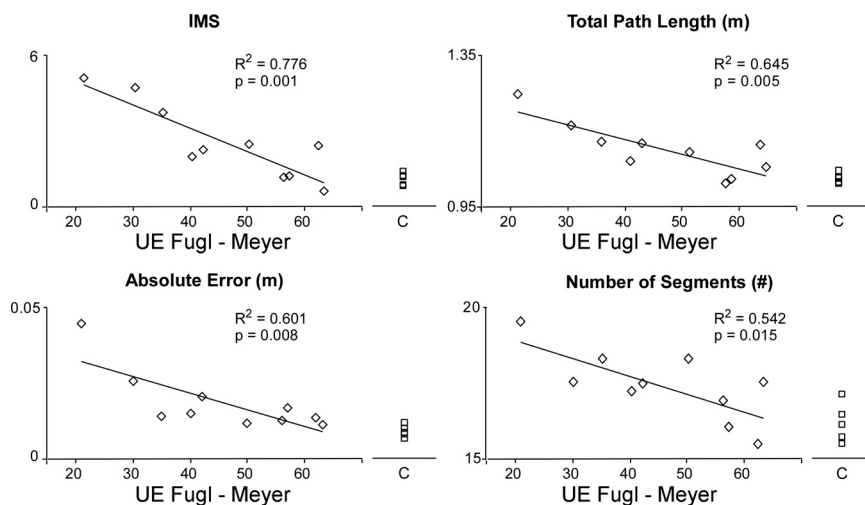 IMS
6
R² = 0.776
p = 0.001
0
20 30 40 50 60 C
UE Fugl - Meyer
Total Path Length (m)
1.35
R² = 0.645
p = 0.005
0.95
20 30 40 50 60 C
UE Fugl - Meyer
Absolute Error (m)
0.05
R² = 0.601
p = 0.008
0
20 30 40 50 60 C
UE Fugl - Meyer
Number of Segments (#)
20
R² = 0.542
p = 0.015
15
20 30 40 50 60 C
UE Fugl - Meyer